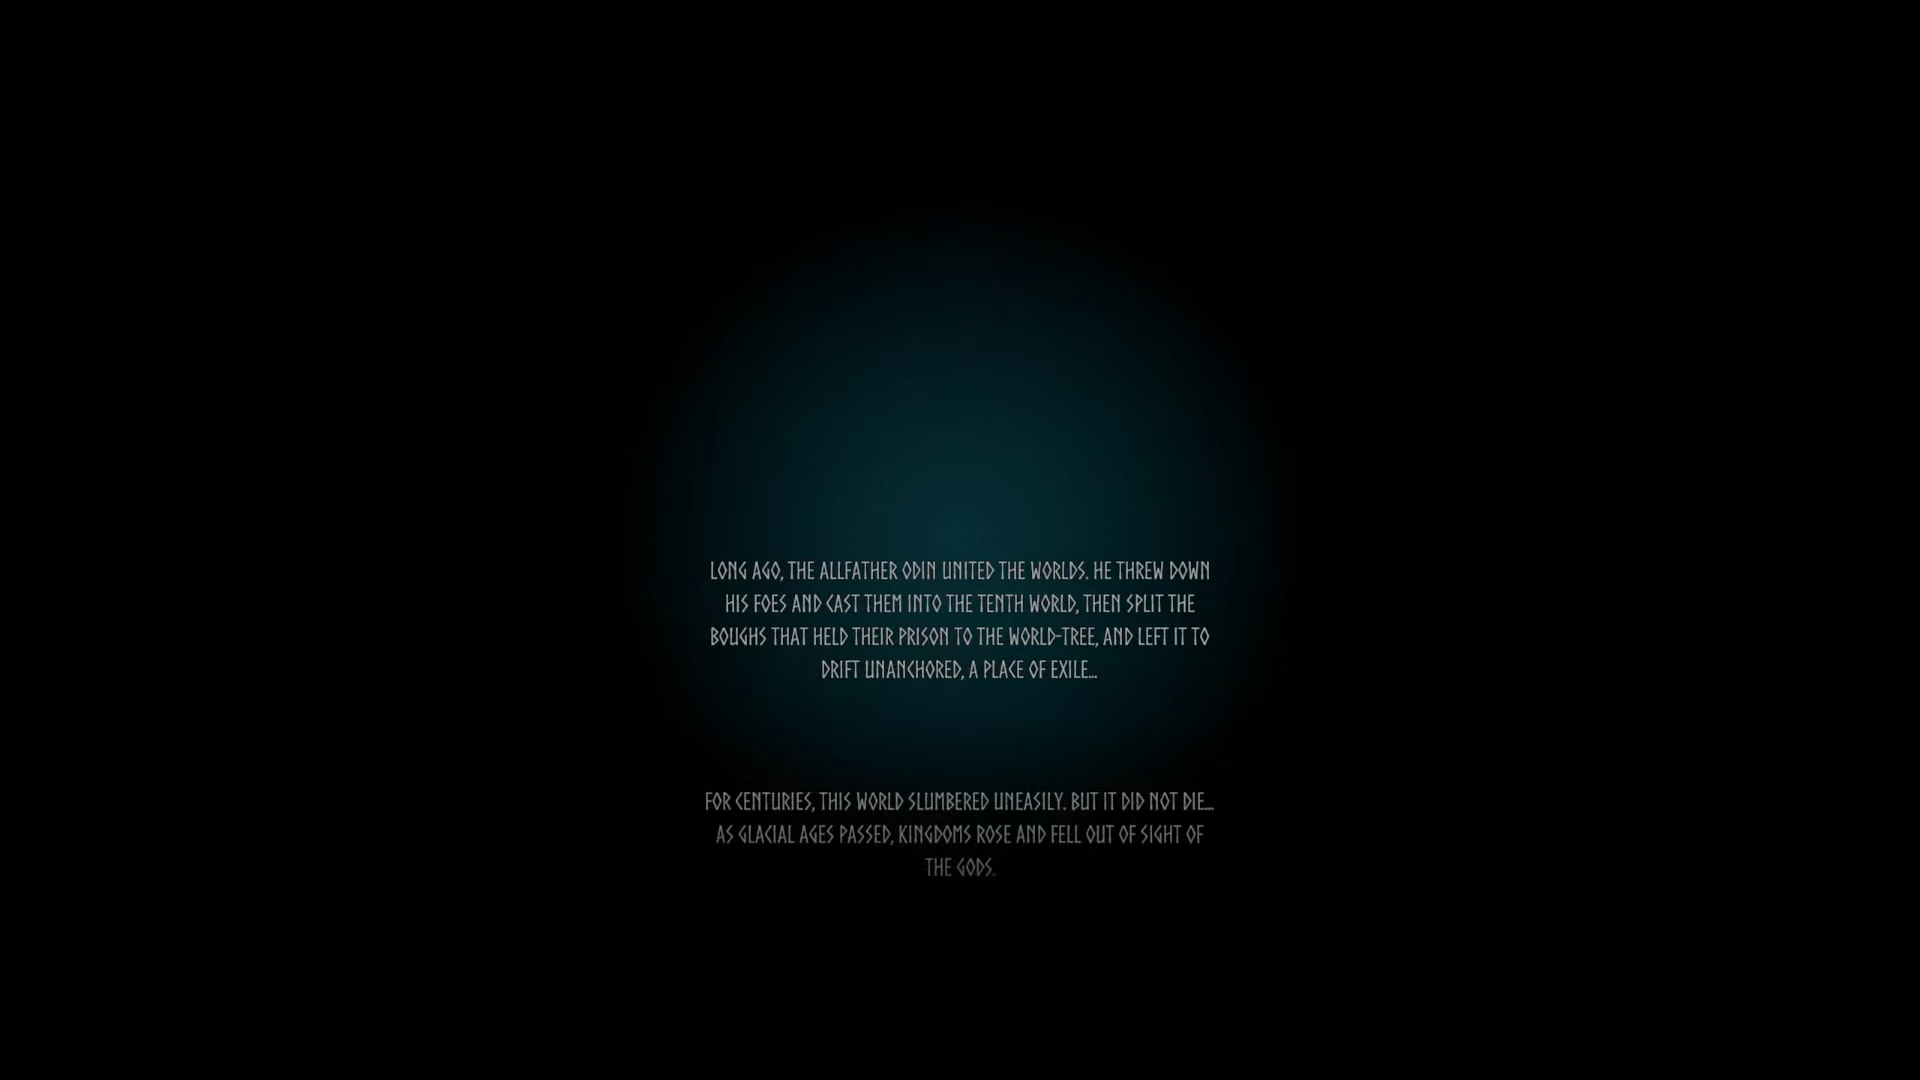 LONG AGO, THE ALLFATHER ODIN UNITED THE WORLDS. HE THREW DOWN
HIS FOES AND CAST THEM INTO THE TENTH WORLD, THEN SPLIT THE
BOUGHS THAT HELD THEIR PRISON TO THE WORLD-TREE, AND LEFT IT TO
DRIFT UNANCHORED, A PLACE OF EXILE...
FOR CENTURIES, THIS WORLD SLUMBERED UNEASILY. BUT IT DID NOT DIE...
AS GLACIAL AGES PASSED, KINGDOMS ROSE AND FELL OUT OF SIGHT OF
THE GODS.